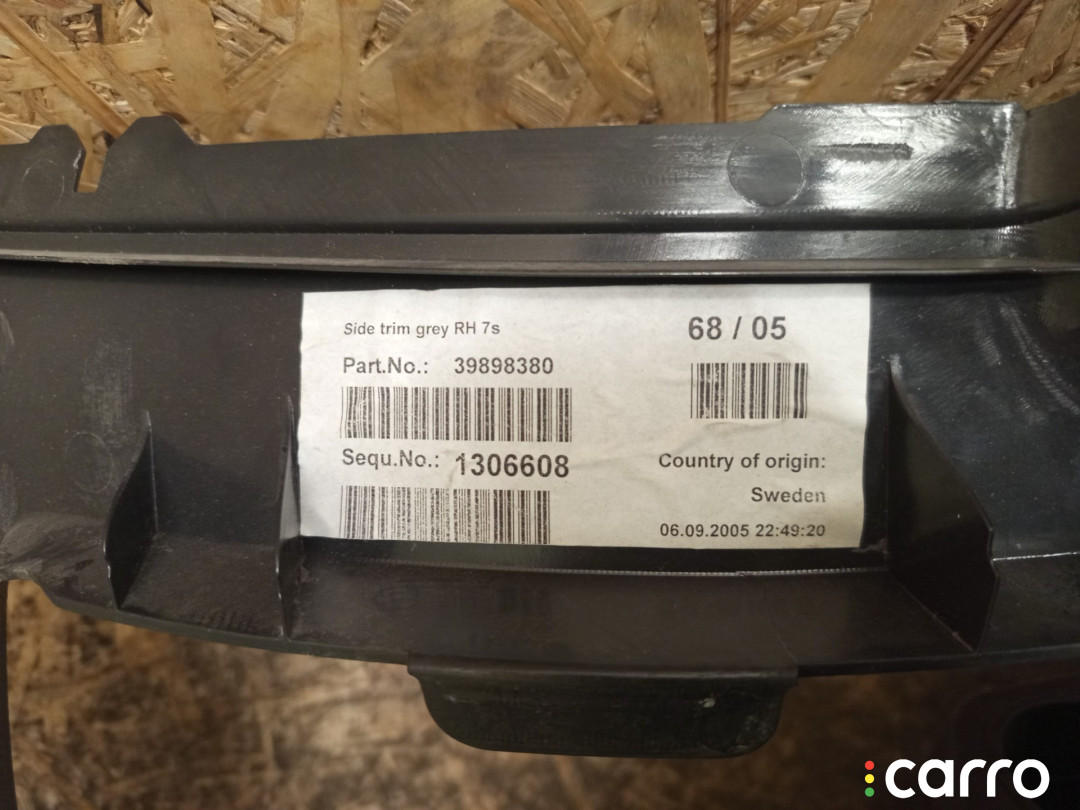 Side trim grey RH 7s
68 / 05
Part.No.: 39898380
Sequ.No.: 1306608
Country of origin:
Sweden
06.09.2005 22:49:20
carro